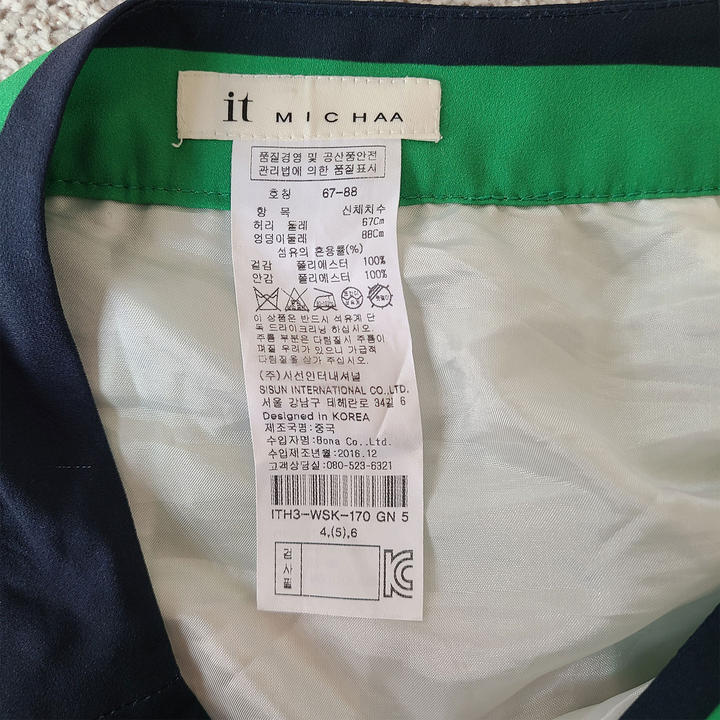 it MICHAA
품질경영 및 공산품안전
관리법에 의한 품질표시
호칭 67-88
항 목 신체치수
허리 둘레 67Cm
엉덩이둘레 88Cm
섬유의 혼용률(%)
겉감 폴리에스터 100%
안감 폴리에스터 100%
이 상품은 반드시 석유계 단
독 드라이크리닝 하십시오.
주름 부분은 다림질시 주름이
펴질 우려가 있으니 가급적
다림질을 삼가 주십시오.
(주)시선인터내셔널
SISUN INTERNATIONAL CO.,LTD.
서울 강남구 테헤란로 34길 6
Designed in KOREA
제조국명:중국
수입자명:Bona Co..Ltd.
수입제조년월:2016.12
고객상담실:080-523-6321
ITH3-WSK-170 GN 5
4,(5),6
검
사
필